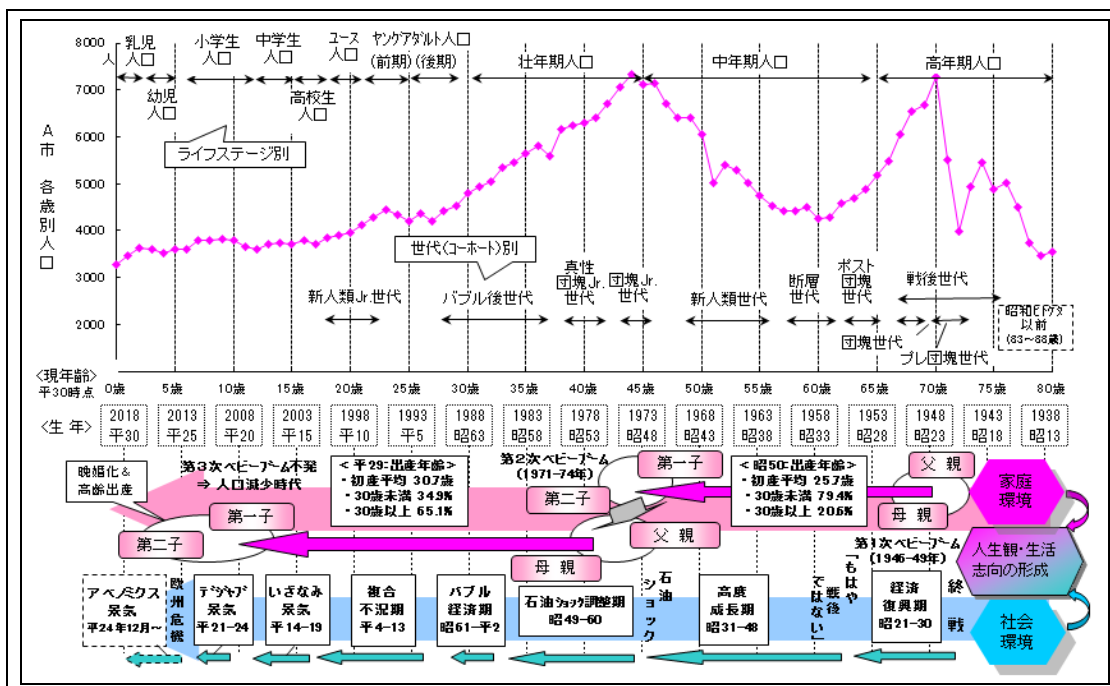 8000
人
7000
6000
5000
4000
3000
2000
A市 各歳別人口
乳児
人口
幼児
人口
小学生
人口
中学生
人口
高校生
人口
ユース
人口
ヤングアダルト人口
(前期)(後期)
壮年期人口
中年期人口
高年期人口
ライフステージ別
世代(コーホート)別
新人類Jr.世代
バブル後世代
真性
団塊Jr.
世代
団塊Jr.
世代
新人類世代
断層
世代
ポスト
団塊
世代
戦後世代
団塊世代
プレ団塊世代
昭和ヒトケタ
以前
(83~88歳)
<現年齢>
平30時点
0歳 5歳 10歳 15歳 20歳 25歳 30歳 35歳 40歳 45歳 50歳 55歳 60歳 65歳 70歳 75歳 80歳
<生年>
2018 2013 2008 2003 1998 1993 1988 1983 1978 1973 1968 1963 1958 1953 1948 1943 1938
平30 平25 平20 平15 平10 平5 昭63 昭58 昭53 昭48 昭43 昭38 昭33 昭28 昭23 昭18 昭13
晩婚化&
高齢出産
第3次ベビーブーム不発
⇒ 人口減少時代
<平29:出産年齢>
・初産平均 30.7歳
・30歳未満 34.9%
・30歳以上 65.1%
第2次ベビーブーム
(1971-74年)
第一子
第二子
<昭50:出産年齢>
・初産平均 25.7歳
・30歳未満 79.4%
・30歳以上 20.6%
父親
母親
家庭
環境
第一子
第二子
父親
母親
第1次ベビーブーム
(1946-49年)
人生観・生活
志向の形成
アベノミクス
景気
平24年12月~
欧州危機
デジャブ
景気
平21-24
いざなみ
景気
平14-19
複合
不況期
平4-13
バブル
経済期
昭61-平2
石油ショック調整期
昭49-60
石油
ショック
高度
成長期
昭31-48
「もはや
戦後
ではない」
経済
復興期
昭21-30
終戦
社会
環境